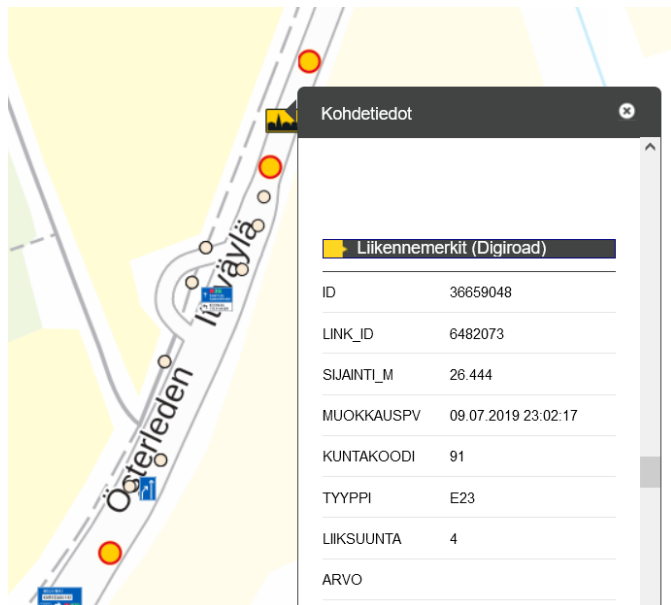 Kohdetiedot
Liikennemerkit (Digiroad)
ID 36659048
LINK_ID 6482073
SIJAINTI_M 26.444
MUOKKAUSPV 09.07.2019 23:02:17
KUNTAKOODI 91
TYYPPI E23
LIIKSUUNTA 4
ARVO
Itäväylä
Österleden